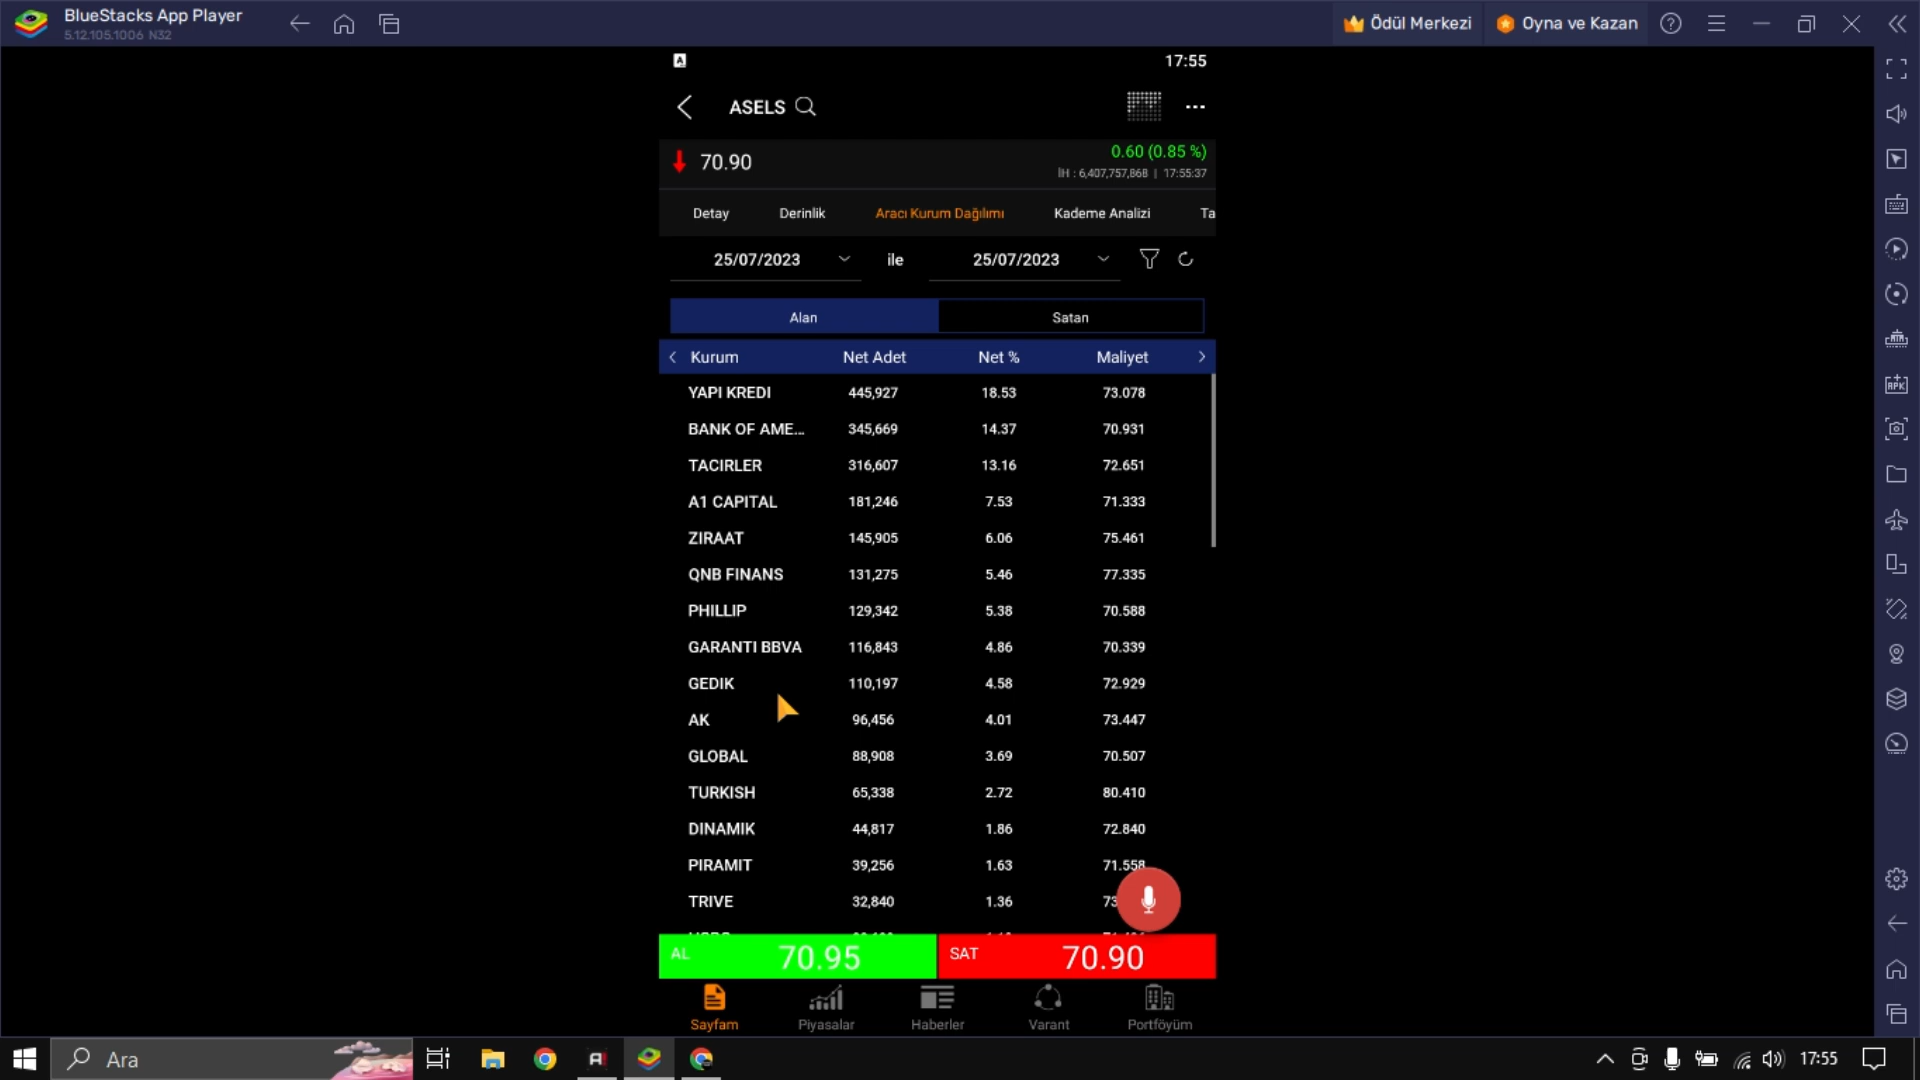 BlueStacks App Player
5.12.105.1006 N32
Ödül Merkezi
Oyna ve Kazan
17:55
ASELS
70.90
0.60 (0.85 %)
İH : 6,407,757,868 | 17:55:37
Detay Derinlik Aracı Kurum Dağılımı Kademe Analizi Ta
25/07/2023 ile 25/07/2023
Alan Satan
Kurum Net Adet Net % Maliyet
YAPI KREDI 445,927 18.53 73.078
BANK OF AME... 345,669 14.37 70.931
TACIRLER 316,607 13.16 72.651
A1 CAPITAL 181,246 7.53 71.333
ZIRAAT 145,905 6.06 75.461
QNB FINANS 131,275 5.46 77.335
PHILLIP 129,342 5.38 70.588
GARANTI BBVA 116,843 4.86 70.339
GEDIK 110,197 4.58 72.929
AK 96,456 4.01 73.447
GLOBAL 88,908 3.69 70.507
TURKISH 65,338 2.72 80.410
DINAMIK 44,817 1.86 72.840
PIRAMIT 39,256 1.63 71.558
TRIVE 32,840 1.36 73
AL 70.95 SAT 70.90
Sayfam Piyasalar Haberler Varant Portföyüm
Ara
17:55